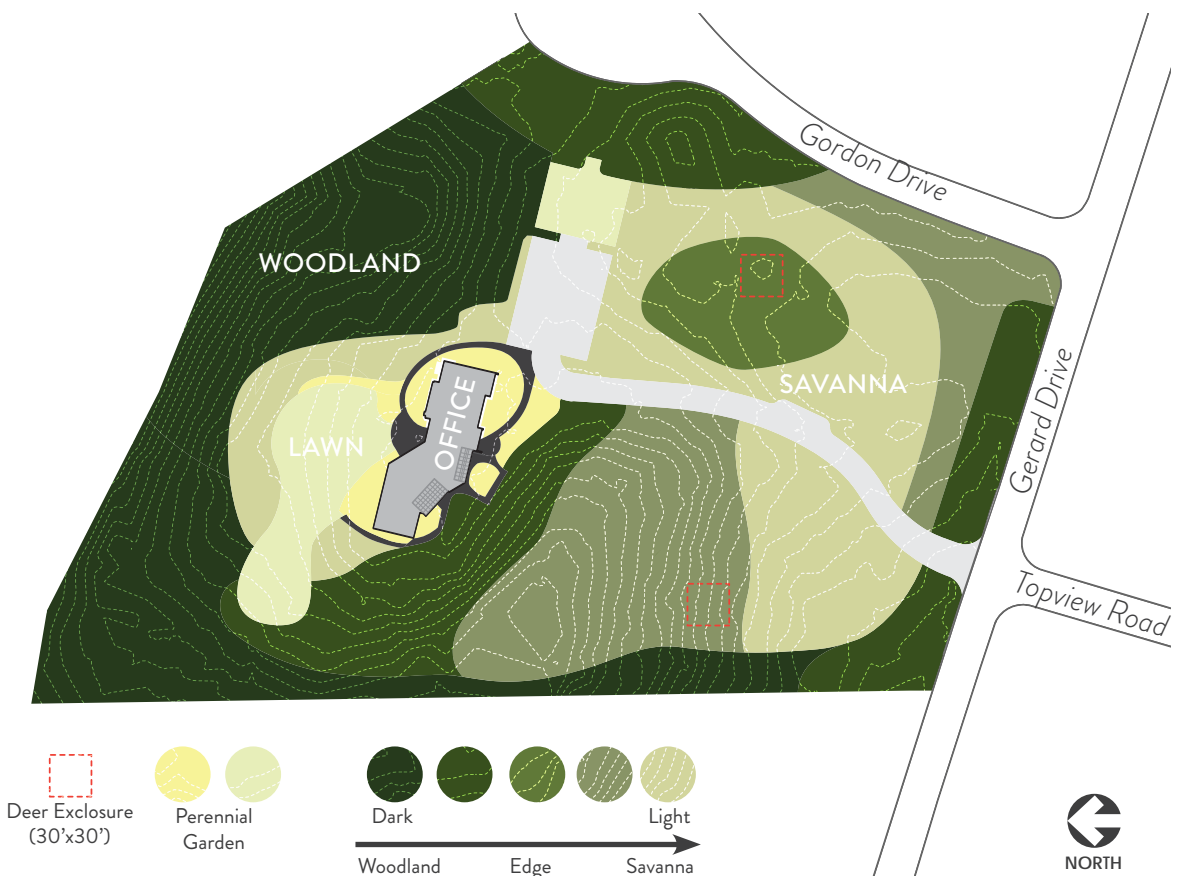 Gordon Drive
WOODLAND
SAVANNA
OFFICE
LAWN
Gerard Drive
Topview Road
Deer Exclosure
(30'x30')
Perennial
Garden
Dark
Light
Woodland
Edge
Savanna
NORTH